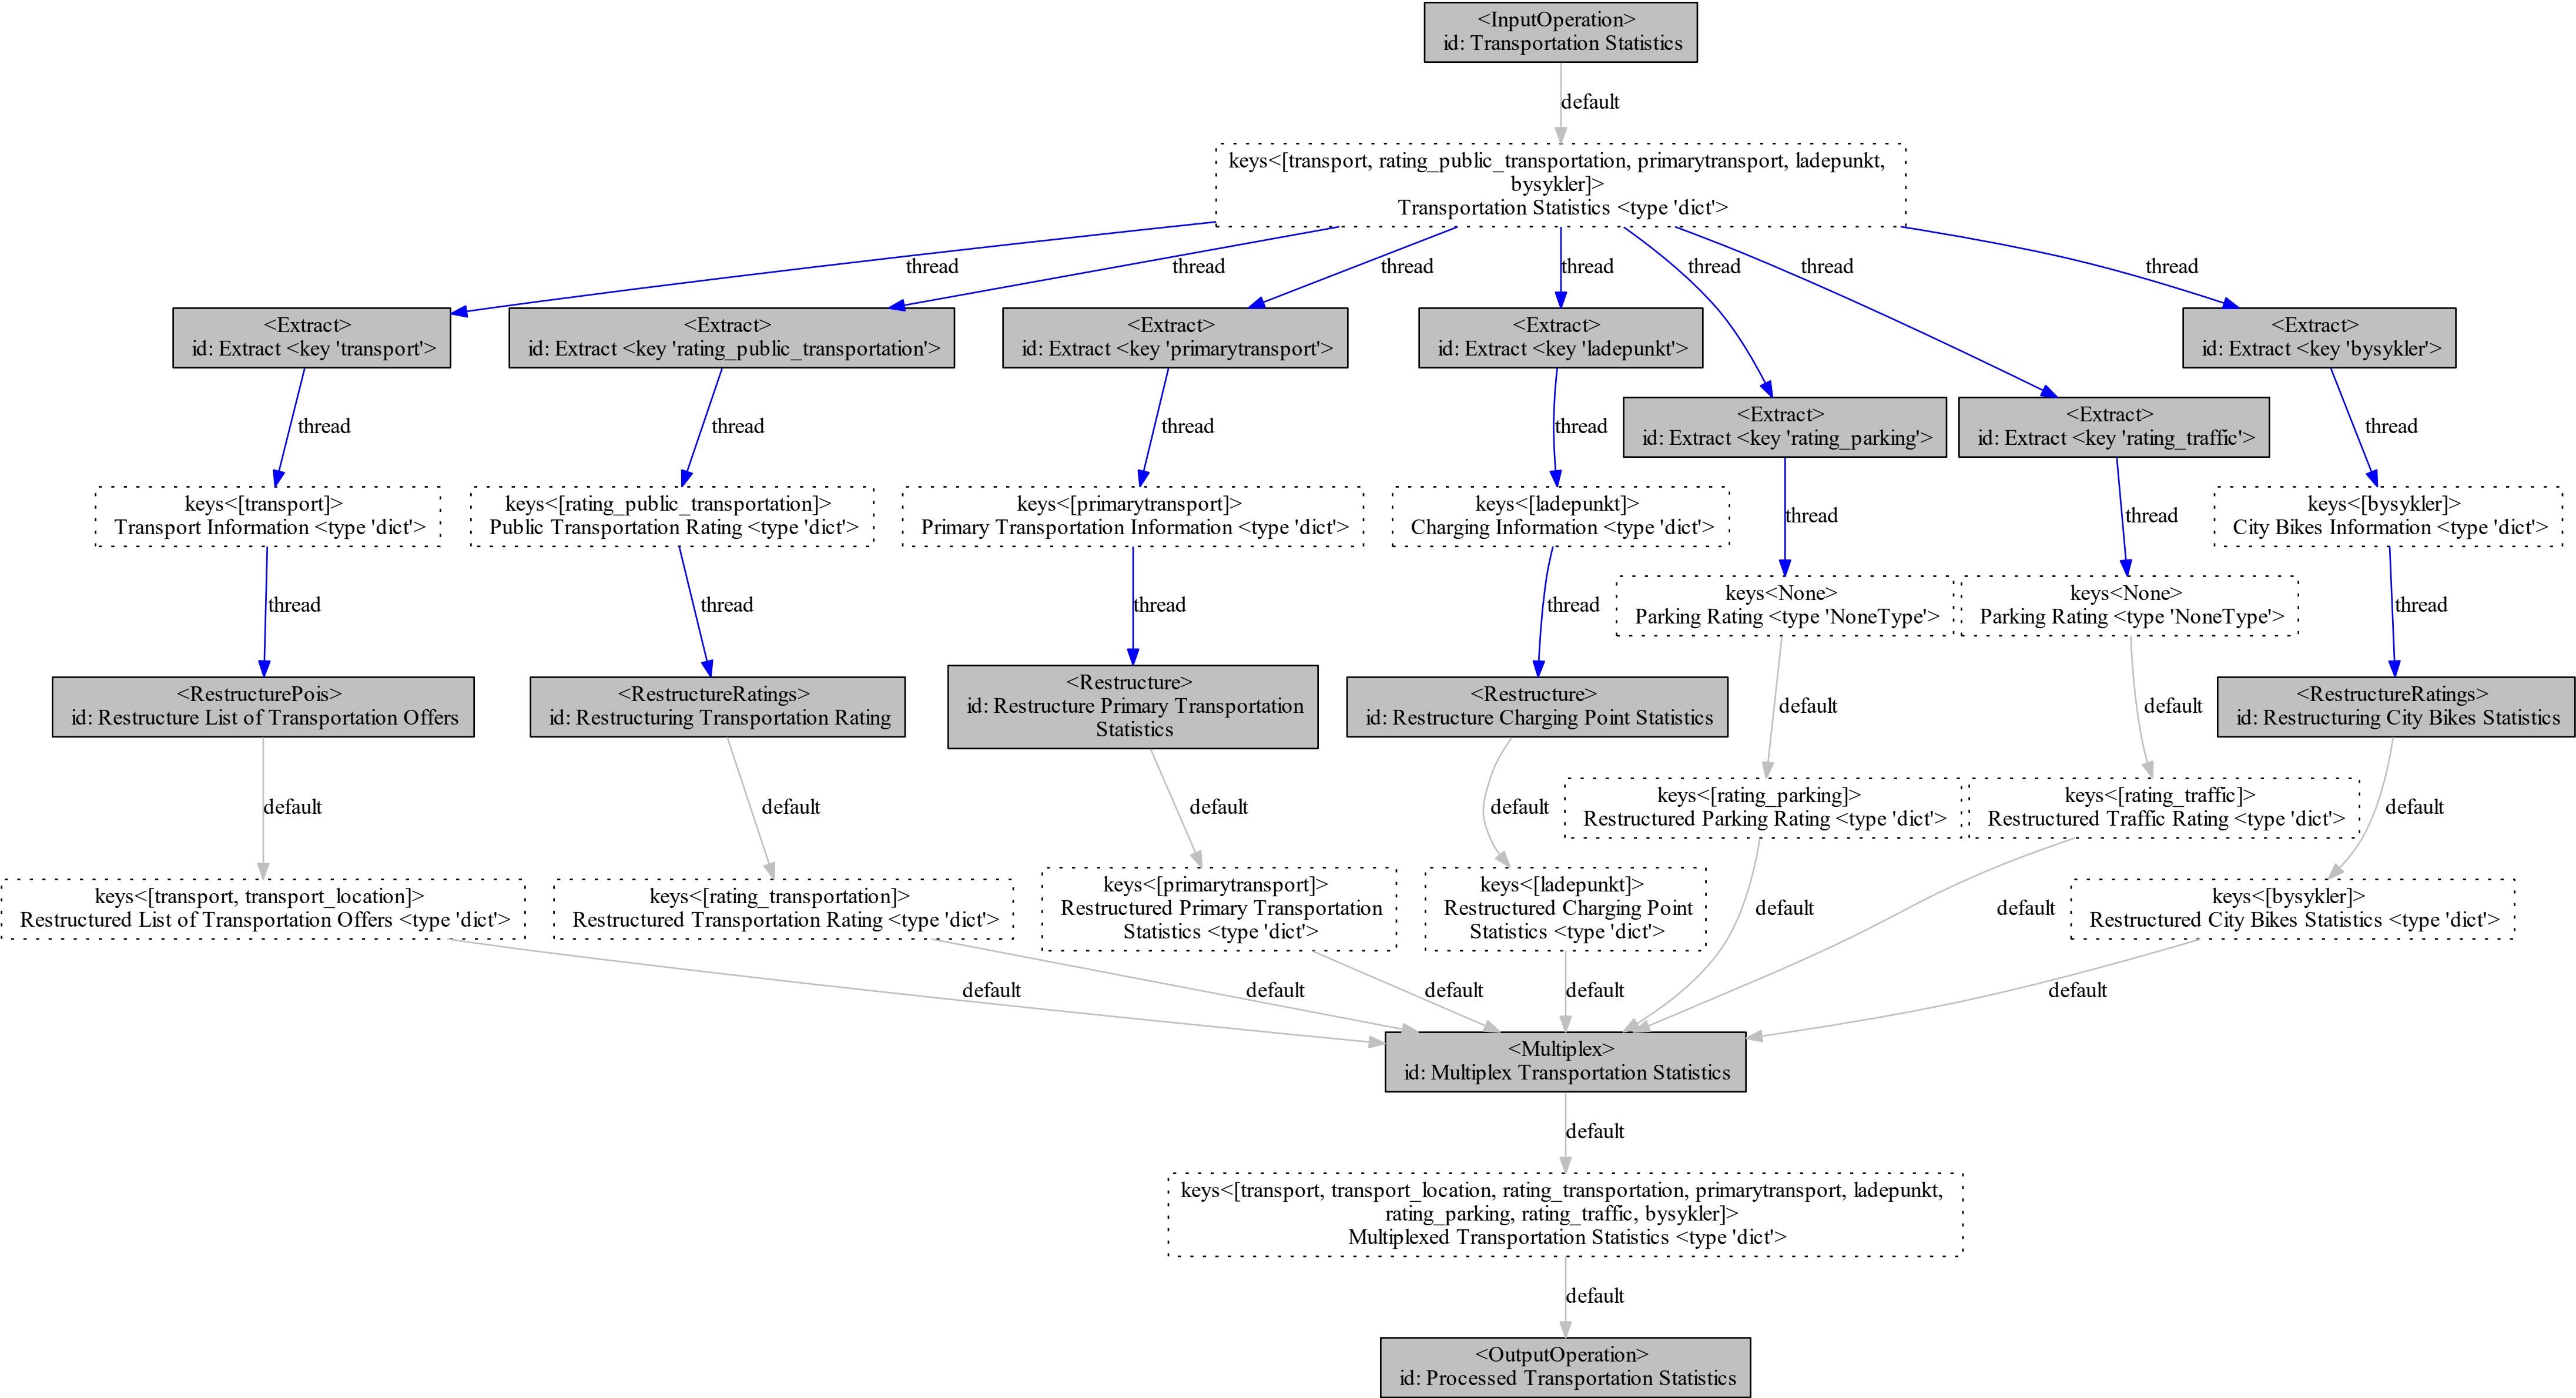 <InputOperation>
id: Transportation Statistics
default
keys<[transport, rating_public_transportation, primarytransport, ladepunkt,
bysykler]>
Transportation Statistics <type 'dict'>
thread
thread
thread
thread
thread
thread
thread
<Extract>
id: Extract <key 'transport'>
<Extract>
id: Extract <key 'rating_public_transportation'>
<Extract>
id: Extract <key 'primarytransport'>
<Extract>
id: Extract <key 'ladepunkt'>
<Extract>
id: Extract <key 'bysykler'>
<Extract>
id: Extract <key 'rating_parking'>
<Extract>
id: Extract <key 'rating_traffic'>
thread
thread
thread
thread
thread
keys<[transport]>
Transport Information <type 'dict'>
keys<[rating_public_transportation]>
Public Transportation Rating <type 'dict'>
keys<[primarytransport]>
Primary Transportation Information <type 'dict'>
keys<[ladepunkt]>
Charging Information <type 'dict'>
thread
thread
keys<[bysykler]>
City Bikes Information <type 'dict'>
thread
thread
thread
thread
keys<None>
Parking Rating <type 'NoneType'>
keys<None>
Parking Rating <type 'NoneType'>
thread
<RestructurePois>
id: Restructure List of Transportation Offers
<RestructureRatings>
id: Restructuring Transportation Rating
<Restructure>
id: Restructure Primary Transportation
Statistics
<Restructure>
id: Restructure Charging Point Statistics
default
default
<RestructureRatings>
id: Restructuring City Bikes Statistics
default
default
default
default
keys<[rating_parking]>
Restructured Parking Rating <type 'dict'>
keys<[rating_traffic]>
Restructured Traffic Rating <type 'dict'>
default
keys<[transport, transport_location]>
Restructured List of Transportation Offers <type 'dict'>
keys<[rating_transportation]>
Restructured Transportation Rating <type 'dict'>
keys<[primarytransport]>
Restructured Primary Transportation
Statistics <type 'dict'>
keys<[ladepunkt]>
Restructured Charging Point
Statistics <type 'dict'>
default
default
keys<[bysykler]>
Restructured City Bikes Statistics <type 'dict'>
default
default
default
default
default
<Multiplex>
id: Multiplex Transportation Statistics
default
keys<[transport, transport_location, rating_transportation, primarytransport, ladepunkt,
rating_parking, rating_traffic, bysykler]>
Multiplexed Transportation Statistics <type 'dict'>
default
<OutputOperation>
id: Processed Transportation Statistics